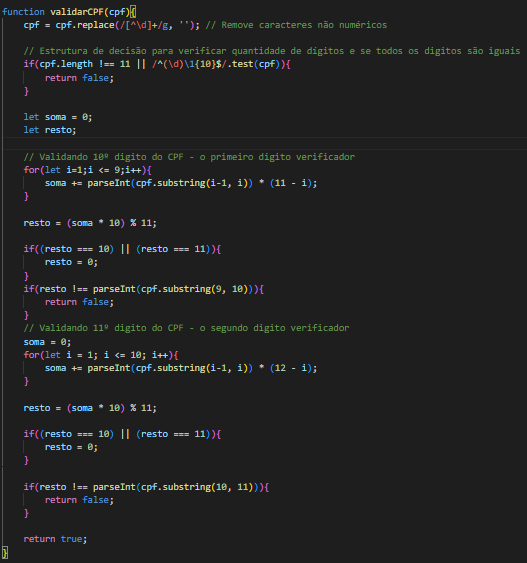 function validarCPF(cpf){
    cpf = cpf.replace(/[^\d]+/g, ''); // Remove caracteres não numéricos

    // Estrutura de decisão para verificar quantidade de dígitos e se todos os digitos são iguais
    if(cpf.length !== 11 || /^(\d)\1{10}$/.test(cpf)){
        return false;
    }

    let soma = 0;
    let resto;

    // Validando 10º digito do CPF - o primeiro digito verificador
    for(let i=1;i <= 9;i++){
        soma += parseInt(cpf.substring(i-1, i)) * (11 - i);
    }

    resto = (soma * 10) % 11;

    if((resto === 10) || (resto === 11)){
        resto = 0;
    }
    if(resto !== parseInt(cpf.substring(9, 10))){
        return false;
    }
    // Validando 11º digito do CPF - o segundo digito verificador
    soma = 0;
    for(let i = 1; i <= 10; i++){
        soma += parseInt(cpf.substring(i-1, i)) * (12 - i);
    }

    resto = (soma * 10) % 11;

    if((resto === 10) || (resto === 11)){
        resto = 0;
    }

    if(resto !== parseInt(cpf.substring(10, 11))){
        return false;
    }

    return true;
}